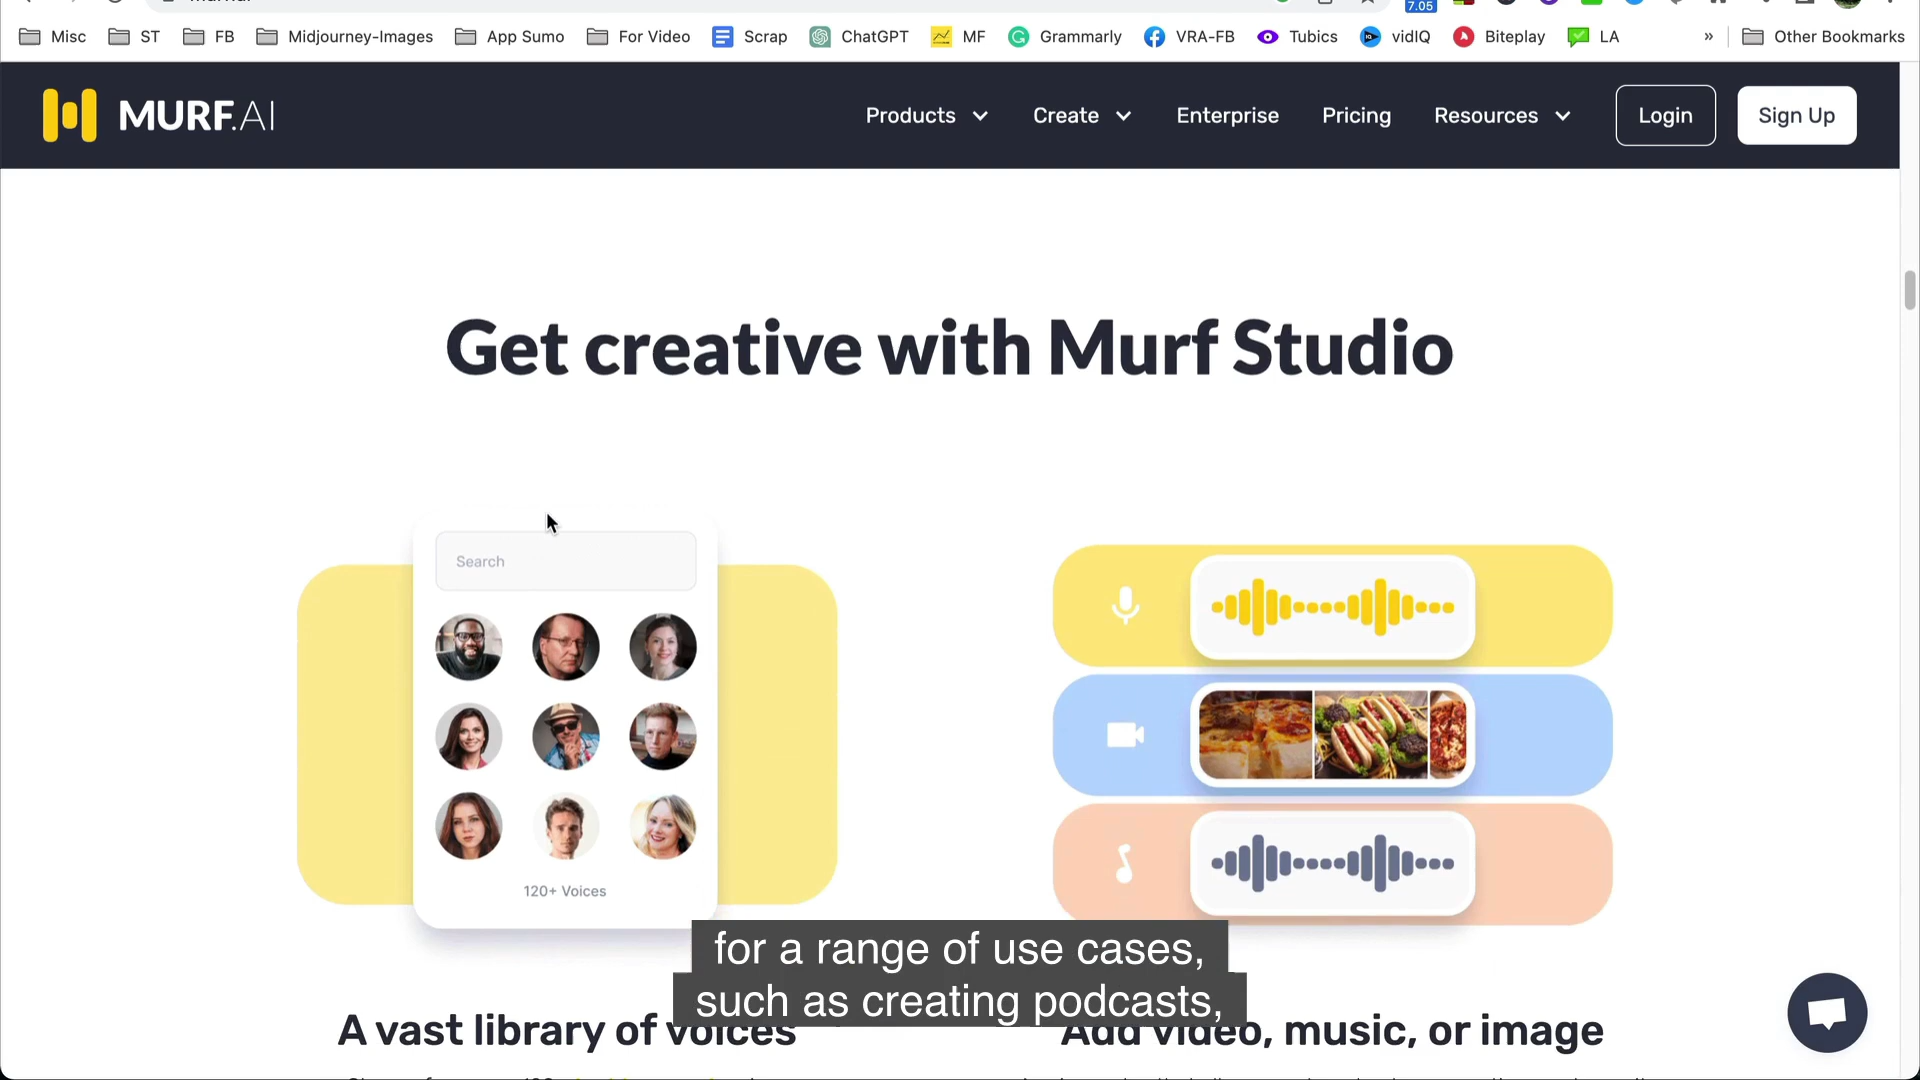 7.05
Misc ST FB Midjourney-Images App Sumo For Video Scrap ChatGPT MF Grammarly VRA-FB Tubics vidIQ Biteplay LA » Other Bookmarks
MURF.AI Products Create Enterprise Pricing Resources Login Sign Up
Get creative with Murf Studio
Search
120+ Voices
for a range of use cases,
such as creating podcasts,
A vast library of voices
Add video, music, or image